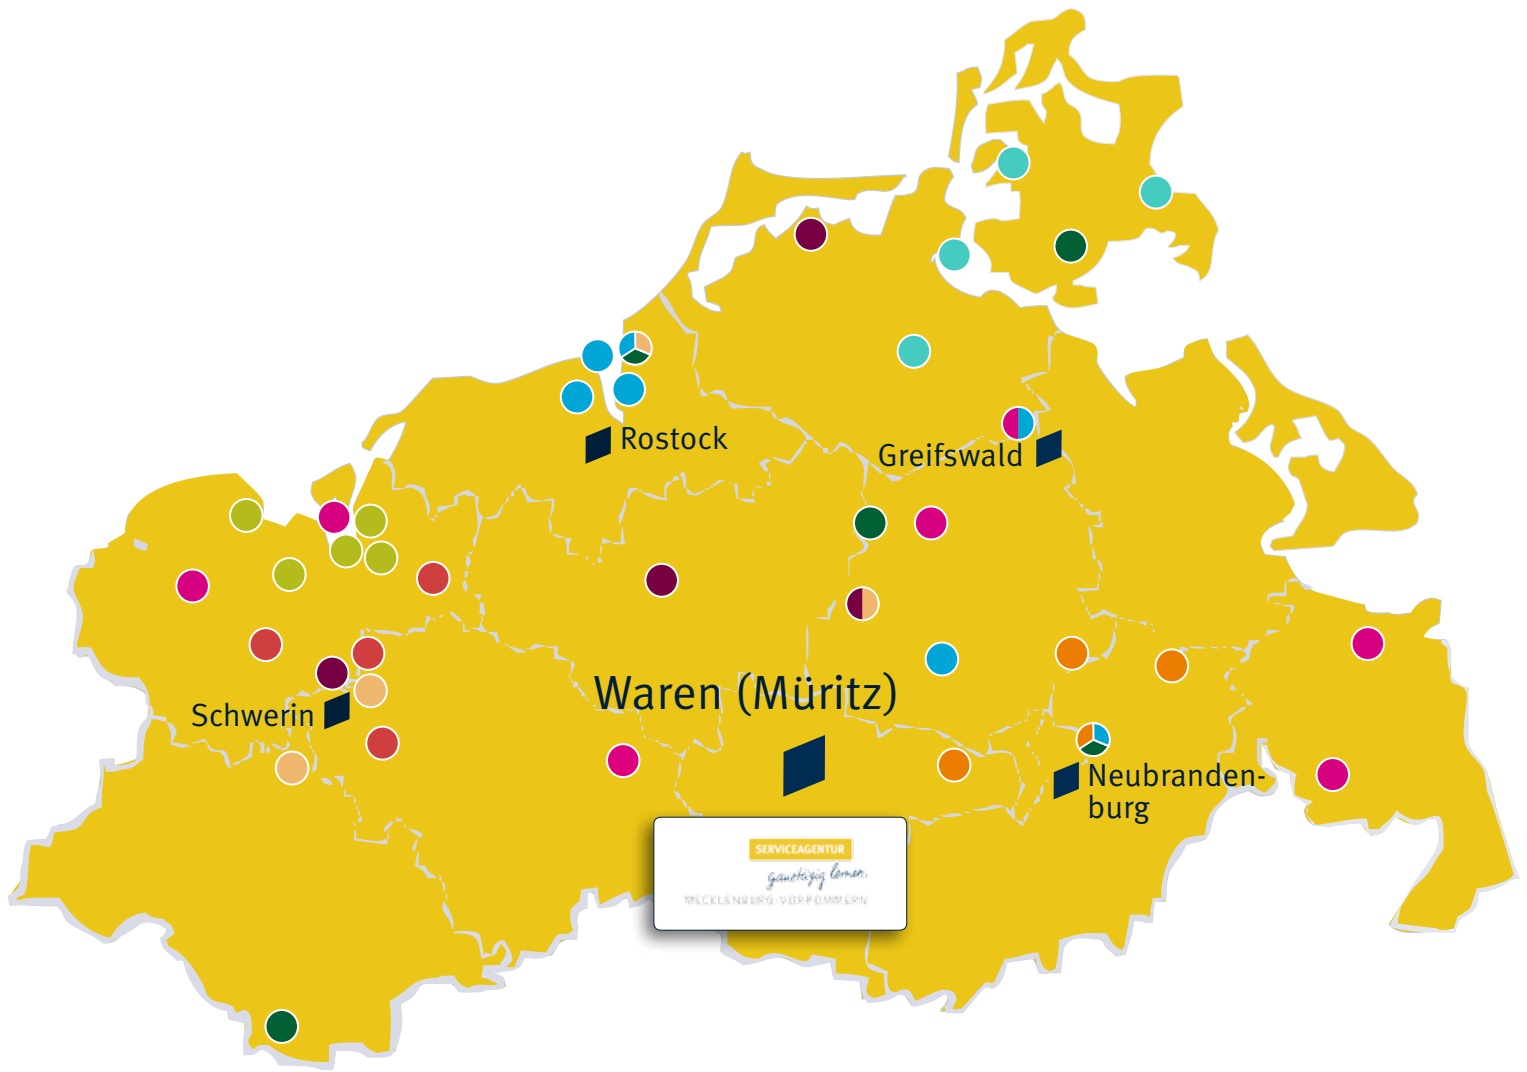 Rostock
Greifswald
Waren (Müritz)
Schwerin
Neubranden-
burg
SERVICEAGENTUR
ganztägig lernen.
MECKLENBURG-VORPOMMERN